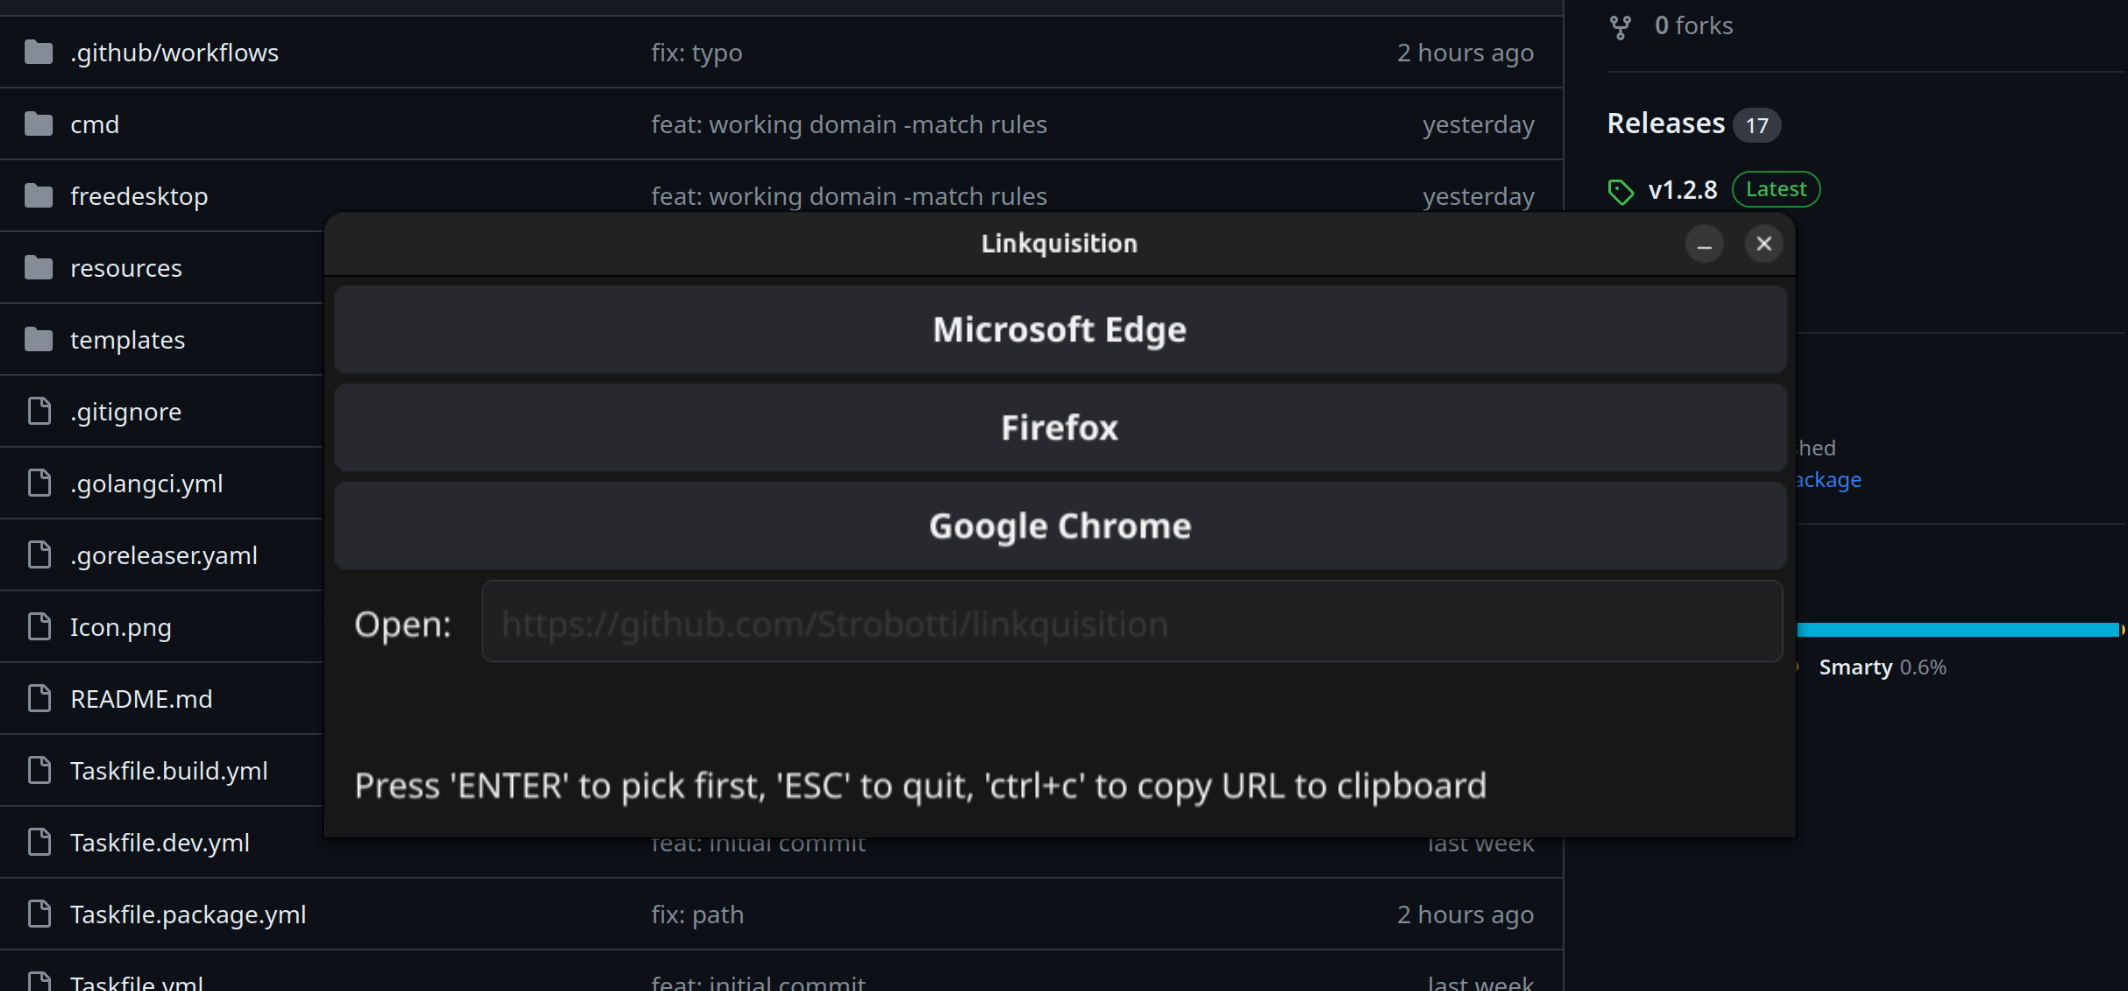 .github/workflows fix: typo 2 hours ago
cmd feat: working domain -match rules yesterday
freedesktop feat: working domain -match rules yesterday
resources
templates
.gitignore
.golangci.yml
.goreleaser.yaml
Icon.png
README.md
Taskfile.build.yml
Taskfile.dev.yml feat: initial commit last week
Taskfile.package.yml fix: path 2 hours ago
Taskfile.yml feat: initial commit last week
0 forks
Releases 17
v1.2.8 Latest
hed
ackage
Smarty 0.6%
Linkquisition
Microsoft Edge
Firefox
Google Chrome
Open: https://github.com/Strobotti/linkquisition
Press 'ENTER' to pick first, 'ESC' to quit, 'ctrl+c' to copy URL to clipboard